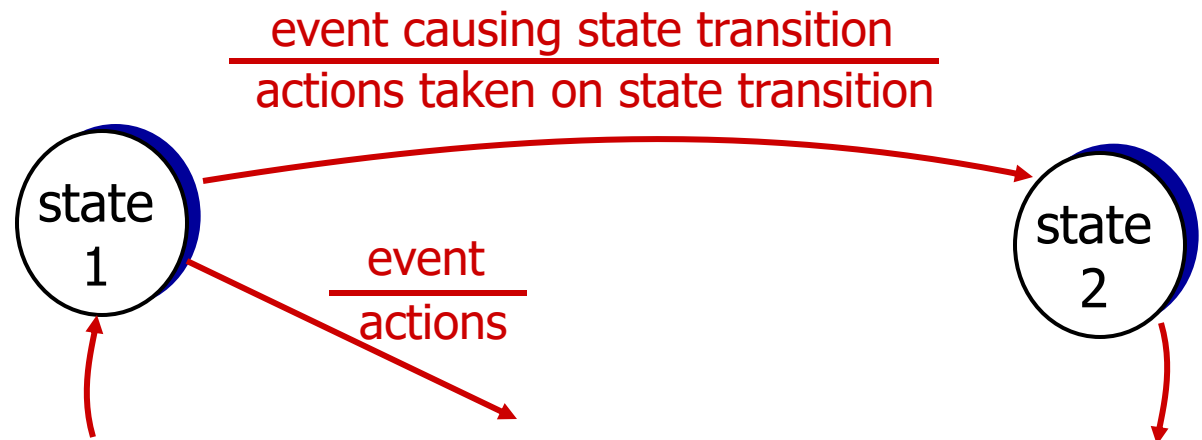 event causing state transition
actions taken on state transition
state
1
event
actions
state
2